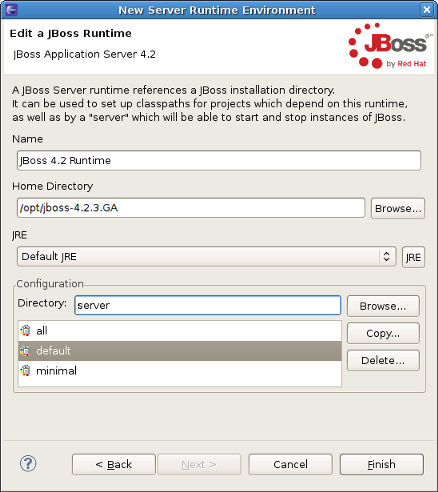 New Server Runtime Environment
Edit a JBoss Runtime
JBoss Application Server 4.2
JBoss
by Red Hat
A JBoss Server runtime references a JBoss installation directory.
It can be used to set up classpaths for projects which depend on this runtime,
as well as by a "server" which will be able to start and stop instances of JBoss.
Name
JBoss 4.2 Runtime
Home Directory
/opt/jboss-4.2.3.GA
Browse...
JRE
Default JRE
JRE
Configuration
Directory: server
Browse...
all
Copy...
default
Delete...
minimal
? < Back Next > Cancel Finish